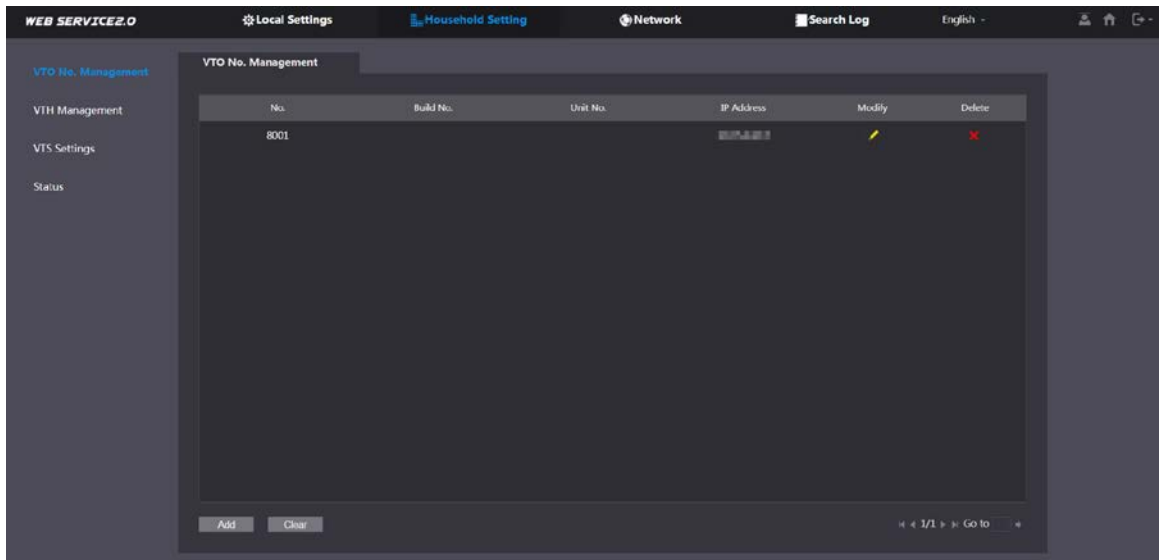 WEB SERVICE2.0 Local Settings Household Setting Network Search Log English
VTO No. Management
VTH Management
VTS Settings
Status
VTO No. Management
No. Build No. Unit No. IP Address Modify Delete
8001
Add Clear 1/1 Go to